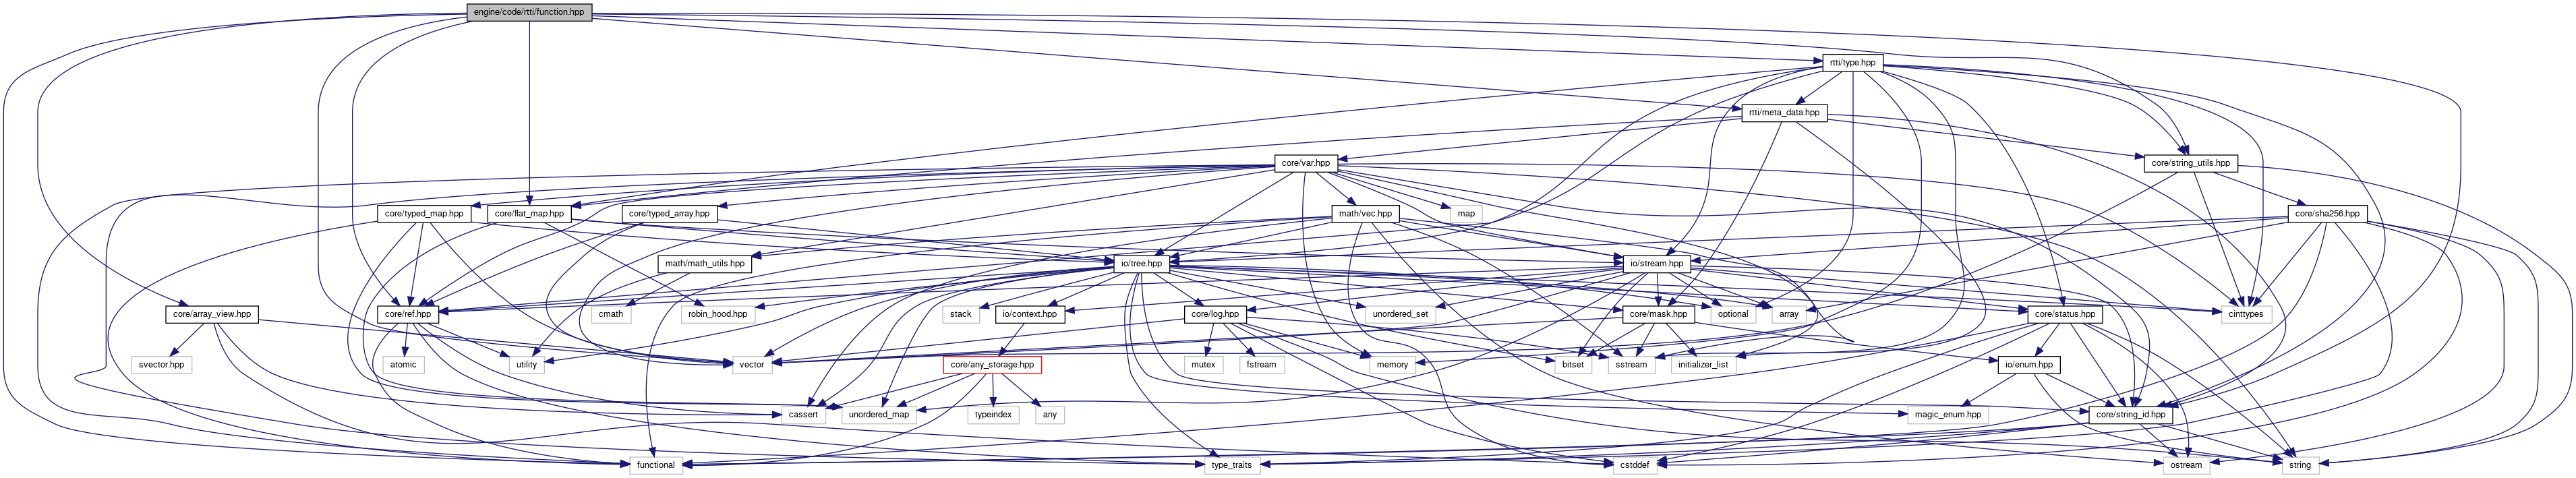 engine/code/rtti/function.hpp
rtti/type.hpp
rtti/meta_data.hpp
core/var.hpp
core/string_utils.hpp
core/typed_map.hpp
core/flat_map.hpp
core/typed_array.hpp
math/vec.hpp
map
core/sha256.hpp
math/math_utils.hpp
io/tree.hpp
io/stream.hpp
core/array_view.hpp
core/ref.hpp
cmath
robin_hood.hpp
stack
io/context.hpp
core/log.hpp
unordered_set
core/mask.hpp
optional
array
core/status.hpp
cinttypes
svector.hpp
atomic
utility
vector
core/any_storage.hpp
mutex
fstream
memory
bitset
sstream
initializer_list
io/enum.hpp
cassert
unordered_map
typeindex
any
magic_enum.hpp
core/string_id.hpp
functional
type_traits
cstddef
ostream
string